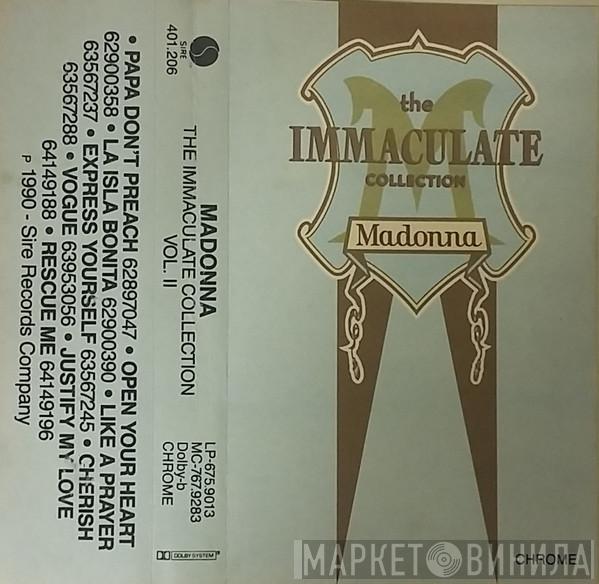 • PAPA DON'T PREACH 62897047 • OPEN YOUR HEART
62900358 • LA ISLA BONITA 62900390 • LIKE A PRAYER
63567237 • EXPRESS YOURSELF 63567245 • CHERISH
63567288 • VOGUE 63953056 • JUSTIFY MY LOVE
64149188 • RESCUE ME 64149196
P 1990 - Sire Records Company
SIRE
401.206
MADONNA
THE IMMACULATE COLLECTION
VOL. II
LP-675.9013
MC-767.9283
Dolby-b
CHROME
DOLBY SYSTEM
the
IMMACULATE
COLLECTION
Madonna
CHROME
МАРКЕТ ВИНИЛА